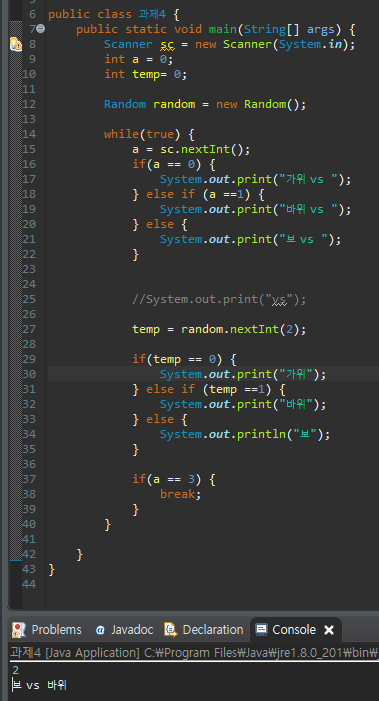 5
6 public class 과제4 {
7 public static void main(String[] args) {
8 Scanner sc = new Scanner(System.in);
9 int a = 0;
10 int temp= 0;
11
12 Random random = new Random();
13
14 while(true) {
15 a = sc.nextInt();
16 if(a == 0) {
17 System.out.print("가위 vs ");
18 } else if (a ==1) {
19 System.out.print("바위 vs ");
20 } else {
21 System.out.print("보 vs ");
22 }
23
24
25 //System.out.print("vs");
26
27 temp = random.nextInt(2);
28
29 if(temp == 0) {
30 System.out.print("가위");
31 } else if (temp ==1) {
32 System.out.print("바위");
33 } else {
34 System.out.println("보");
35 }
36
37 if(a == 3) {
38 break;
39 }
40 }
41
42 }
43 }
44
Problems @ Javadoc Declaration Console
과제4 [Java Application] C:₩Program Files₩Java₩jre1.8.0_201₩bin₩
2
보 vs 바위